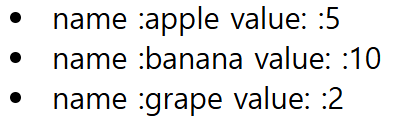 • name :apple value: :5
• name :banana value: :10
• name :grape value: :2